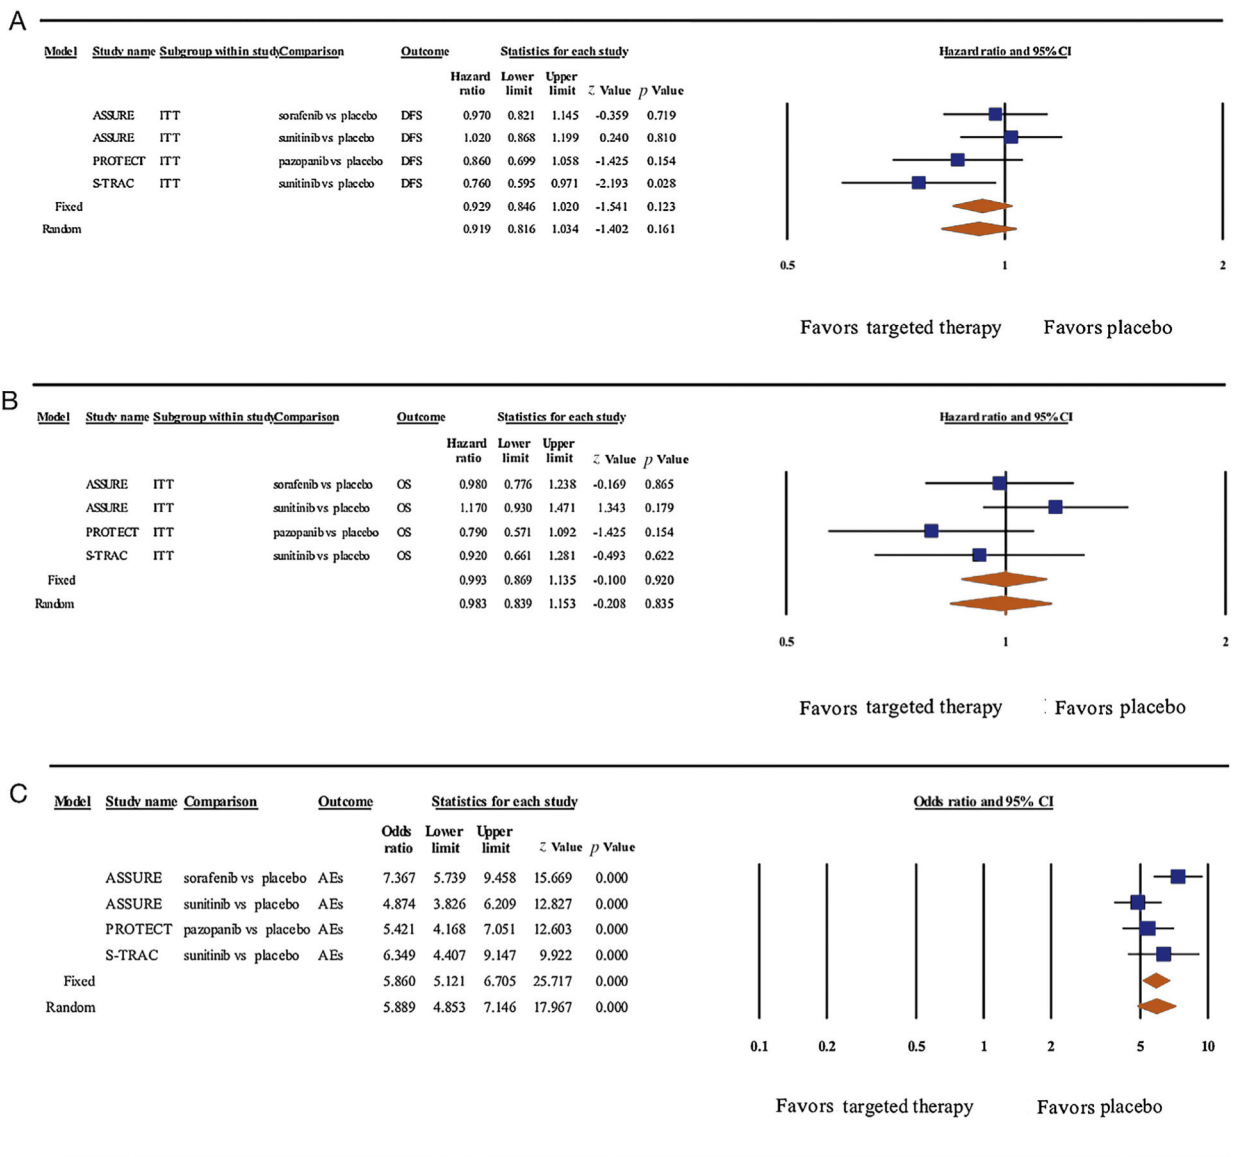 A
Model Study name Subgroup within study Comparison Outcome Statistics for each study Hazard ratio and 95% CI
Hazard Lower Upper
ratio limit limit z Value p Value
ASSURE ITT sorafenib vs placebo DFS 0.970 0.821 1.145 -0.359 0.719
ASSURE ITT sunitinib vs placebo DFS 1.020 0.868 1.199 0.240 0.810
PROTECT ITT pazopanib vs placebo DFS 0.860 0.699 1.058 -1.425 0.154
S-TRAC ITT sunitinib vs placebo DFS 0.760 0.595 0.971 -2.193 0.028
Fixed 0.929 0.846 1.020 -1.541 0.123
Random 0.919 0.816 1.034 -1.402 0.161
0.5 1 2
Favors targeted therapy Favors placebo
B
Model Study name Subgroup within study Comparison Outcome Statistics for each study Hazard ratio and 95% CI
Hazard Lower Upper
ratio limit limit z Value p Value
ASSURE ITT sorafenib vs placebo OS 0.980 0.776 1.238 -0.169 0.865
ASSURE ITT sunitinib vs placebo OS 1.170 0.930 1.471 1.343 0.179
PROTECT ITT pazopanib vs placebo OS 0.790 0.571 1.092 -1.425 0.154
S-TRAC ITT sunitinib vs placebo OS 0.920 0.661 1.281 -0.493 0.622
Fixed 0.993 0.869 1.135 -0.100 0.920
Random 0.983 0.839 1.153 -0.208 0.835
0.5 1 2
Favors targeted therapy Favors placebo
C
Model Study name Comparison Outcome Statistics for each study Odds ratio and 95% CI
Odds Lower Upper
ratio limit limit z Value p Value
ASSURE sorafenib vs placebo AEs 7.367 5.739 9.458 15.669 0.000
ASSURE sunitinib vs placebo AEs 4.874 3.826 6.209 12.827 0.000
PROTECT pazopanib vs placebo AEs 5.421 4.168 7.051 12.603 0.000
S-TRAC sunitinib vs placebo AEs 6.349 4.407 9.147 9.922 0.000
Fixed 5.860 5.121 6.705 25.717 0.000
Random 5.889 4.853 7.146 17.967 0.000
0.1 0.2 0.5 1 2 5 10
Favors targeted therapy Favors placebo